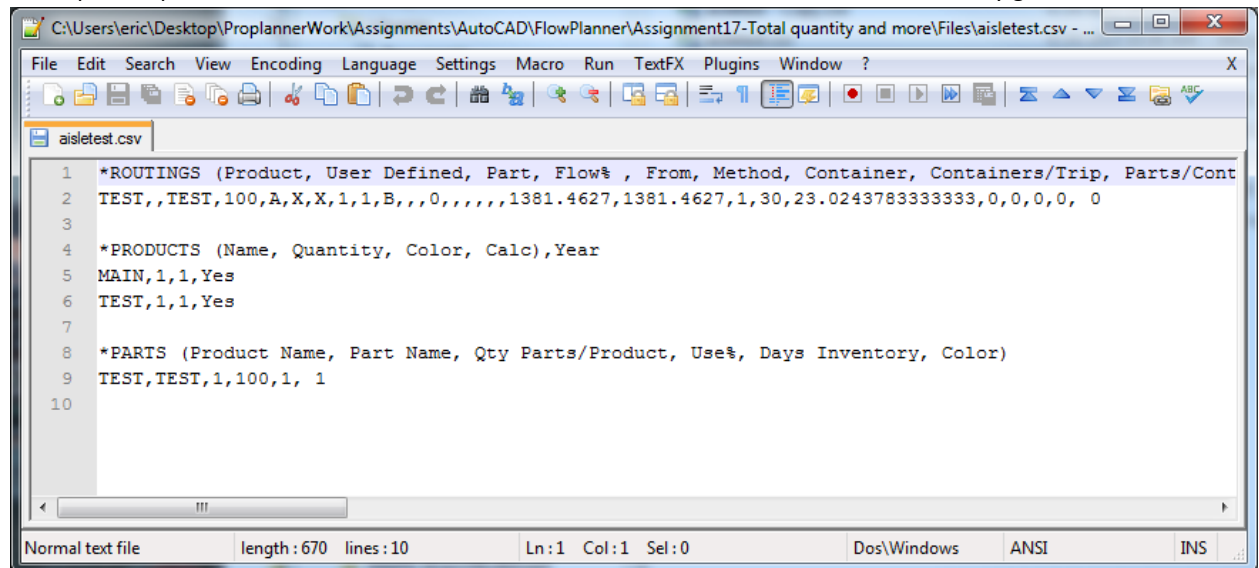 C:\Users\eric\Desktop\ProplannerWork\Assignments\AutoCAD\FlowPlanner\Assignment17-Total quantity and more\Files\aisletest.csv - ...
File Edit Search View Encoding Language Settings Macro Run TextFX Plugins Window ? X
aisletest.csv
1 *ROUTINGS (Product, User Defined, Part, Flow% , From, Method, Container, Containers/Trip, Parts/Cont
2 TEST,,TEST,100,A,X,X,1,1,B,,,0,,,,,,1381.4627,1381.4627,1,30,23.0243783333333,0,0,0,0, 0
3
4 *PRODUCTS (Name, Quantity, Color, Calc),Year
5 MAIN,1,1,Yes
6 TEST,1,1,Yes
7
8 *PARTS (Product Name, Part Name, Qty Parts/Product, Use%, Days Inventory, Color)
9 TEST,TEST,1,100,1, 1
10
Normal text file length : 670 lines : 10 Ln : 1 Col : 1 Sel : 0 Dos\Windows ANSI INS